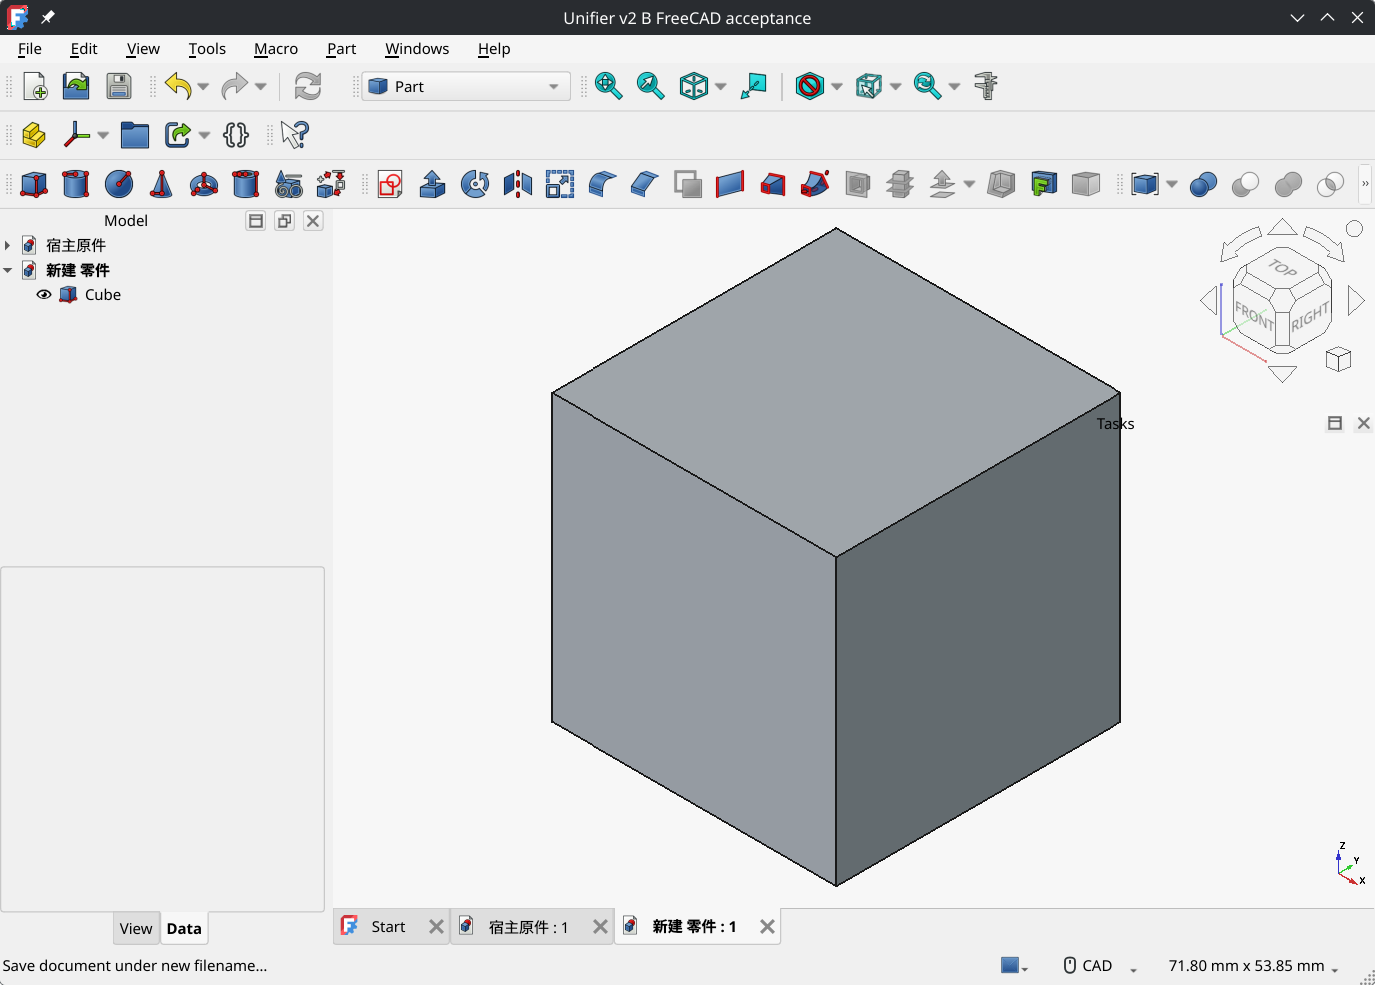 Unifier v2 B FreeCAD acceptance
File Edit View Tools Macro Part Windows Help
Part
Model
宿主原件
新建 零件
Cube
TOP
FRONT
RIGHT
Tasks
Z
Y
X
View Data
Start
宿主原件 : 1
新建 零件 : 1
Save document under new filename...
CAD
71.80 mm x 53.85 mm